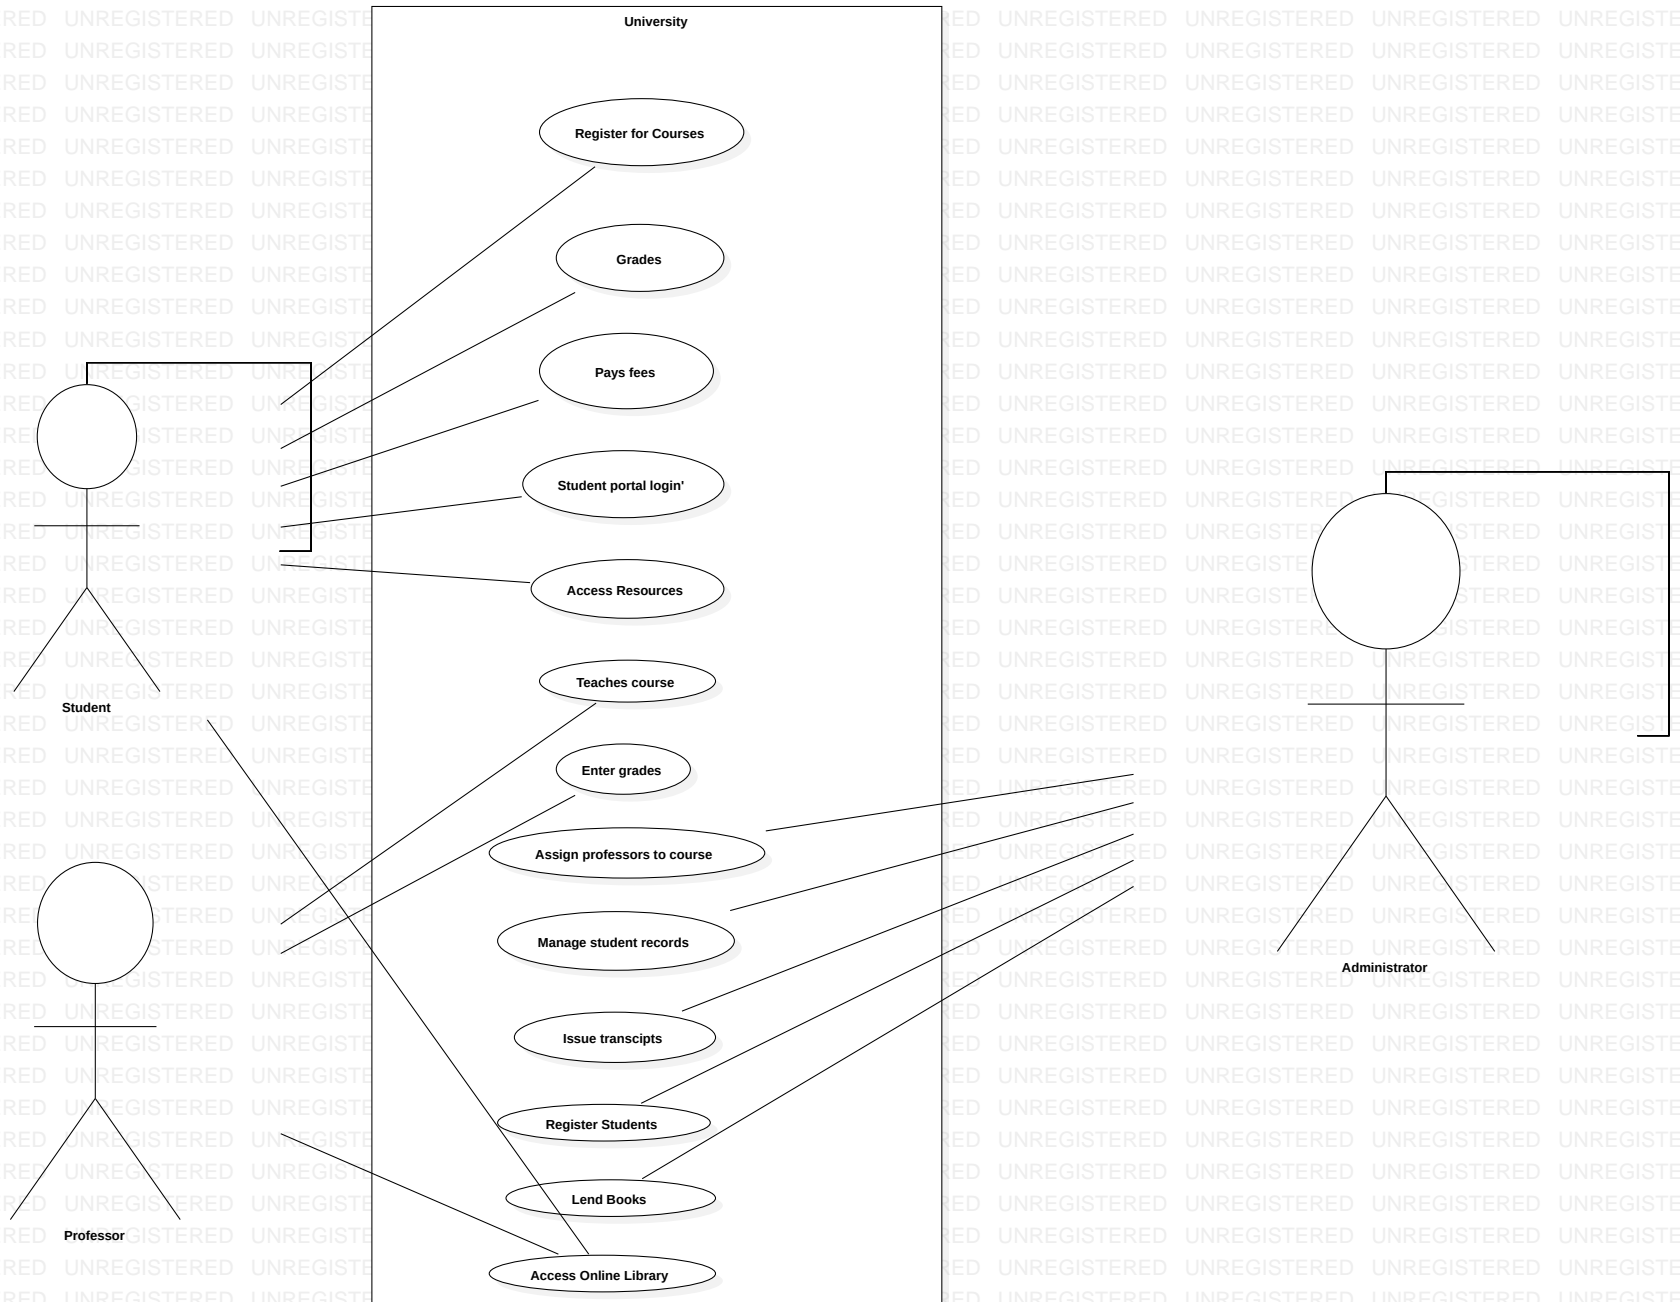 University
Register for Courses
Grades
Pays fees
Student portal login'
Access Resources
Teaches course
Student
Enter grades
Assign professors to course
Manage student records
Administrator
Issue transcipts
Register Students
Lend Books
Professor
Access Online Library
UNREGISTERED